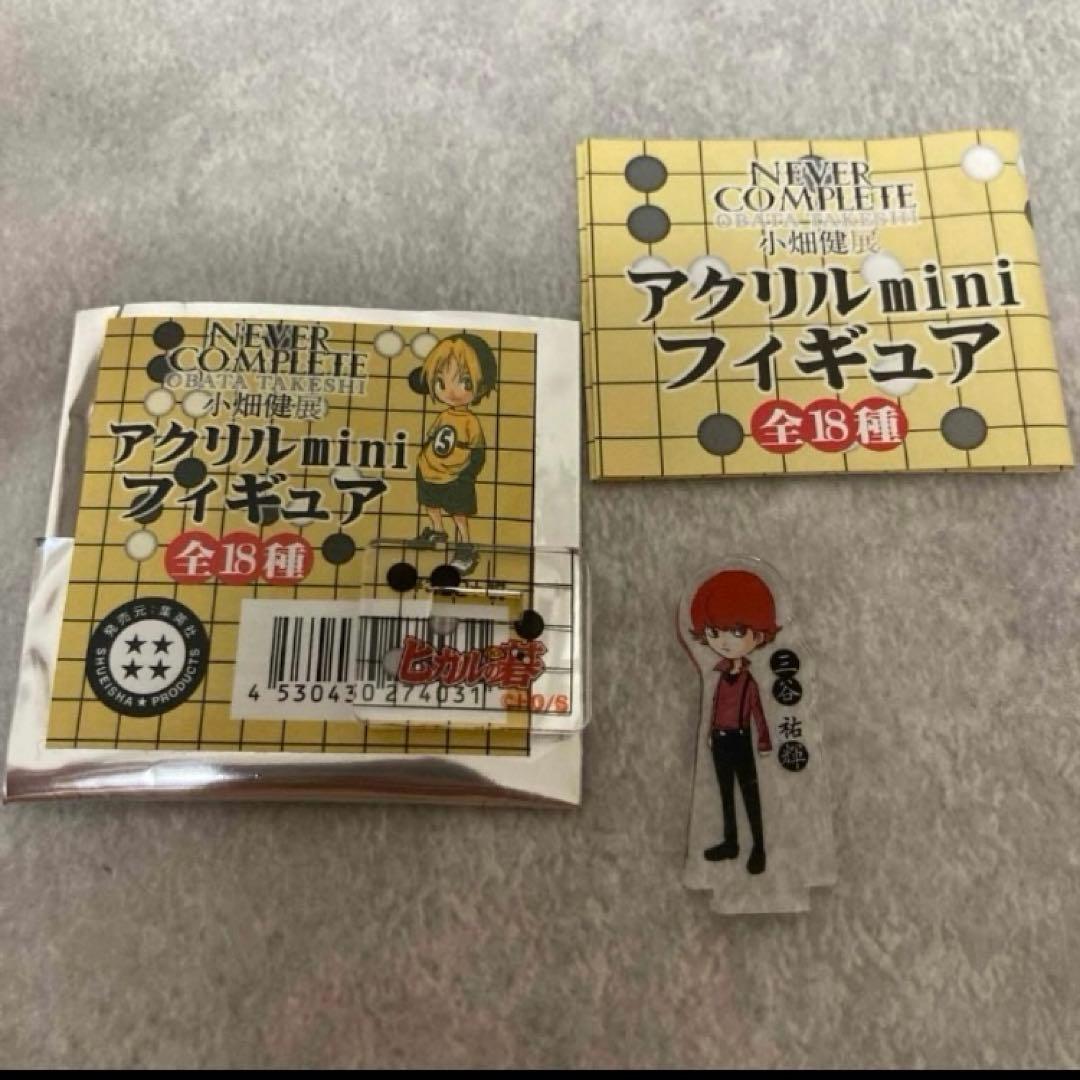 NEVER
COMPLETE
OBATA TAKESHI
小畑健展
アクリルmini
フィギュア
全18種
発売元:集英社
SHUEISHA★PRODUCTS
4 530430 274031
ヒカルの碁
©HO/S
S
NEVER
COMPLETE
OBATA TAKESHI
小畑健展
アクリルmini
フィギュア
全18種
三谷 祐輝